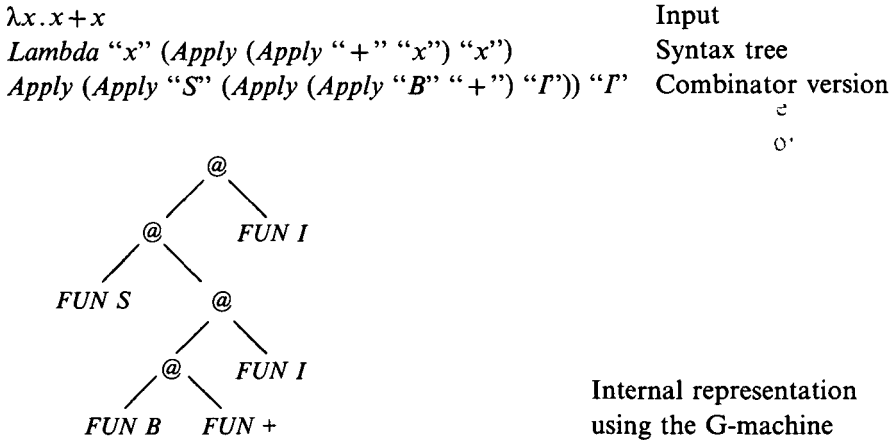 λx.x+x Input
Lambda “x” (Apply (Apply “+” “x”) “x”) Syntax tree
Apply (Apply “S” (Apply (Apply “B” “+”) “I”)) “I” Combinator version
@
@ FUN I
FUN S @
@ FUN I
FUN B FUN +
Internal representation
using the G-machine